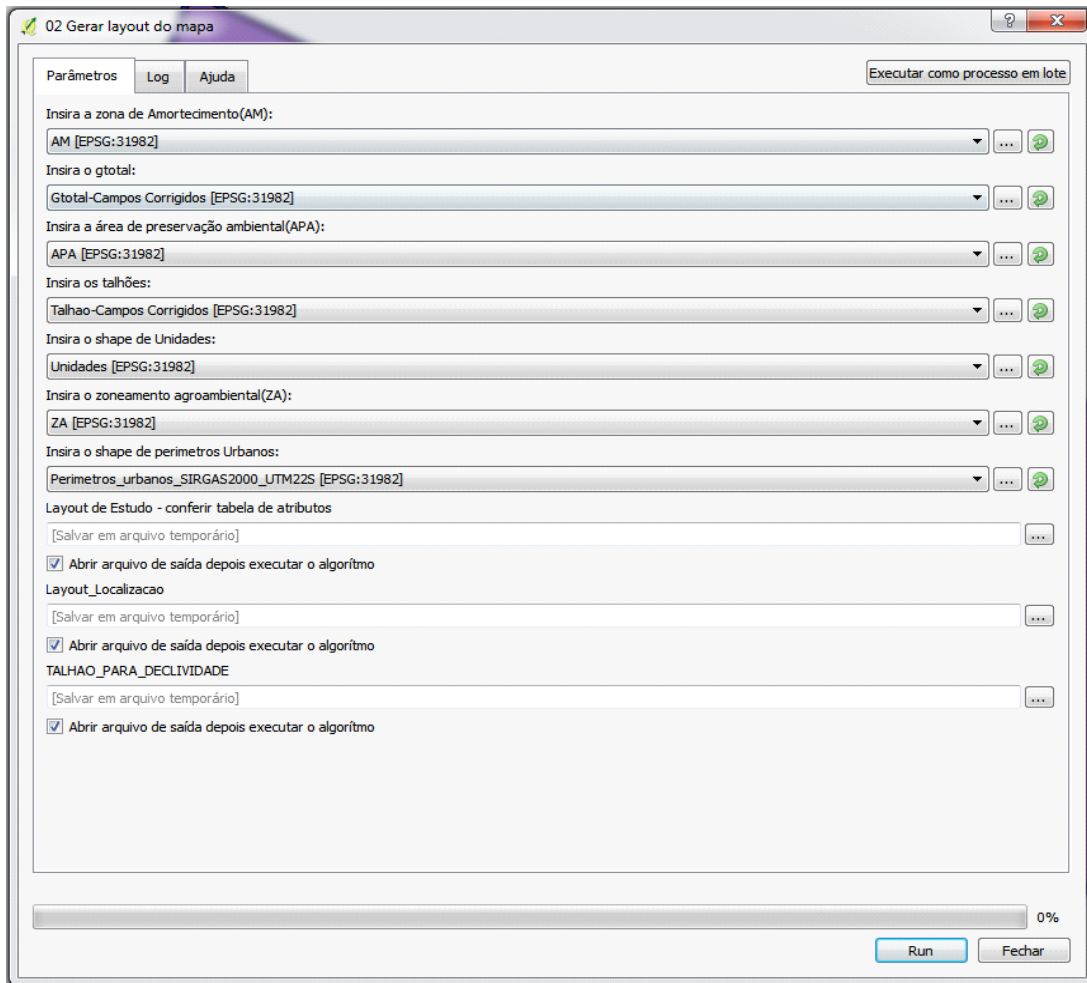 02 Gerar layout do mapa
Parâmetros Log Ajuda Executar como processo em lote
Insira a zona de Amortecimento(AM):
AM [EPSG:31982]
...
Insira o gtotal:
Gtotal-Campos Corrigidos [EPSG:31982]
...
Insira a área de preservação ambiental(APA):
APA [EPSG:31982]
...
Insira os talhões:
Talhao-Campos Corrigidos [EPSG:31982]
...
Insira o shape de Unidades:
Unidades [EPSG:31982]
...
Insira o zoneamento agroambiental(ZA):
ZA [EPSG:31982]
...
Insira o shape de perimetros Urbanos:
Perimetros_urbanos_SIRGAS2000_UTM22S [EPSG:31982]
...
Layout de Estudo - conferir tabela de atributos
[Salvar em arquivo temporário]
...
Abrir arquivo de saída depois executar o algorítmo
Layout_Localizacao
[Salvar em arquivo temporário]
...
Abrir arquivo de saída depois executar o algorítmo
TALHAO_PARA_DECLIVIDADE
[Salvar em arquivo temporário]
...
Abrir arquivo de saída depois executar o algorítmo
0%
Run Fechar